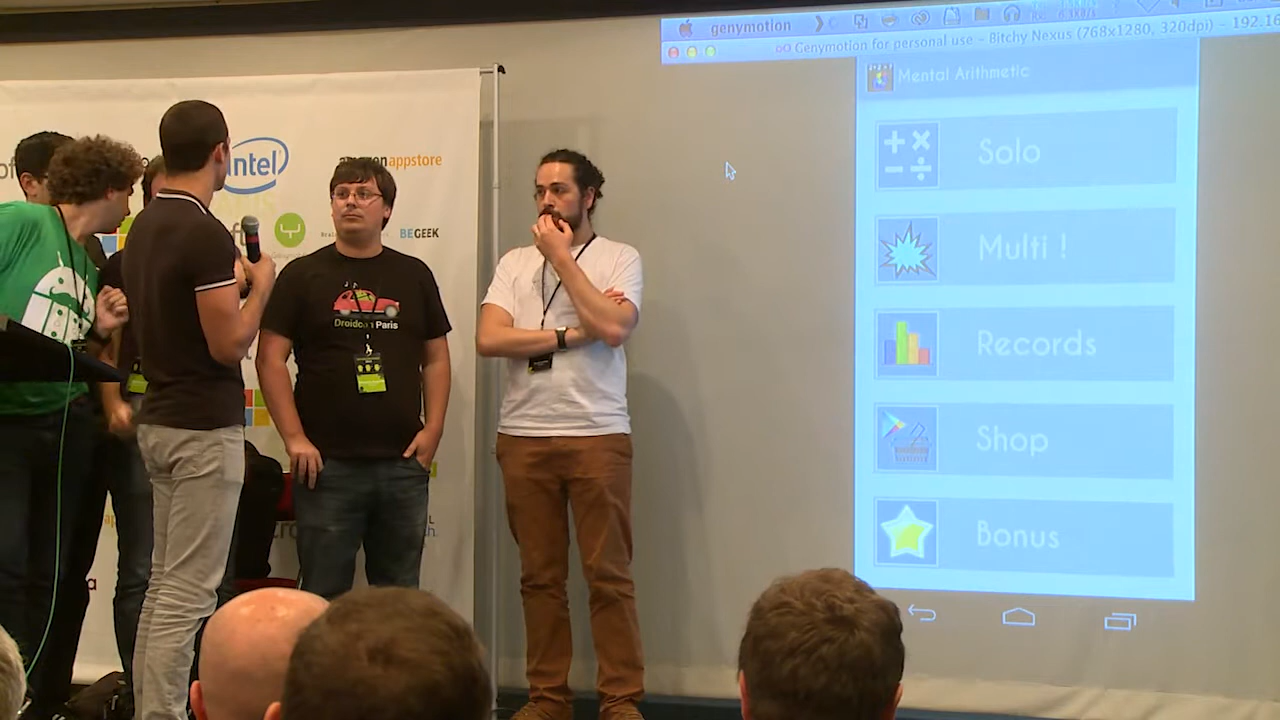 genymotion
Genymotion for personal use - Bitchy Nexus (768x1280, 320dpi) - 192.16
Mental Arithmetic
Solo
Multi !
Records
Shop
Bonus
intel
amazon appstore
BEGEEK
Droidcon Paris